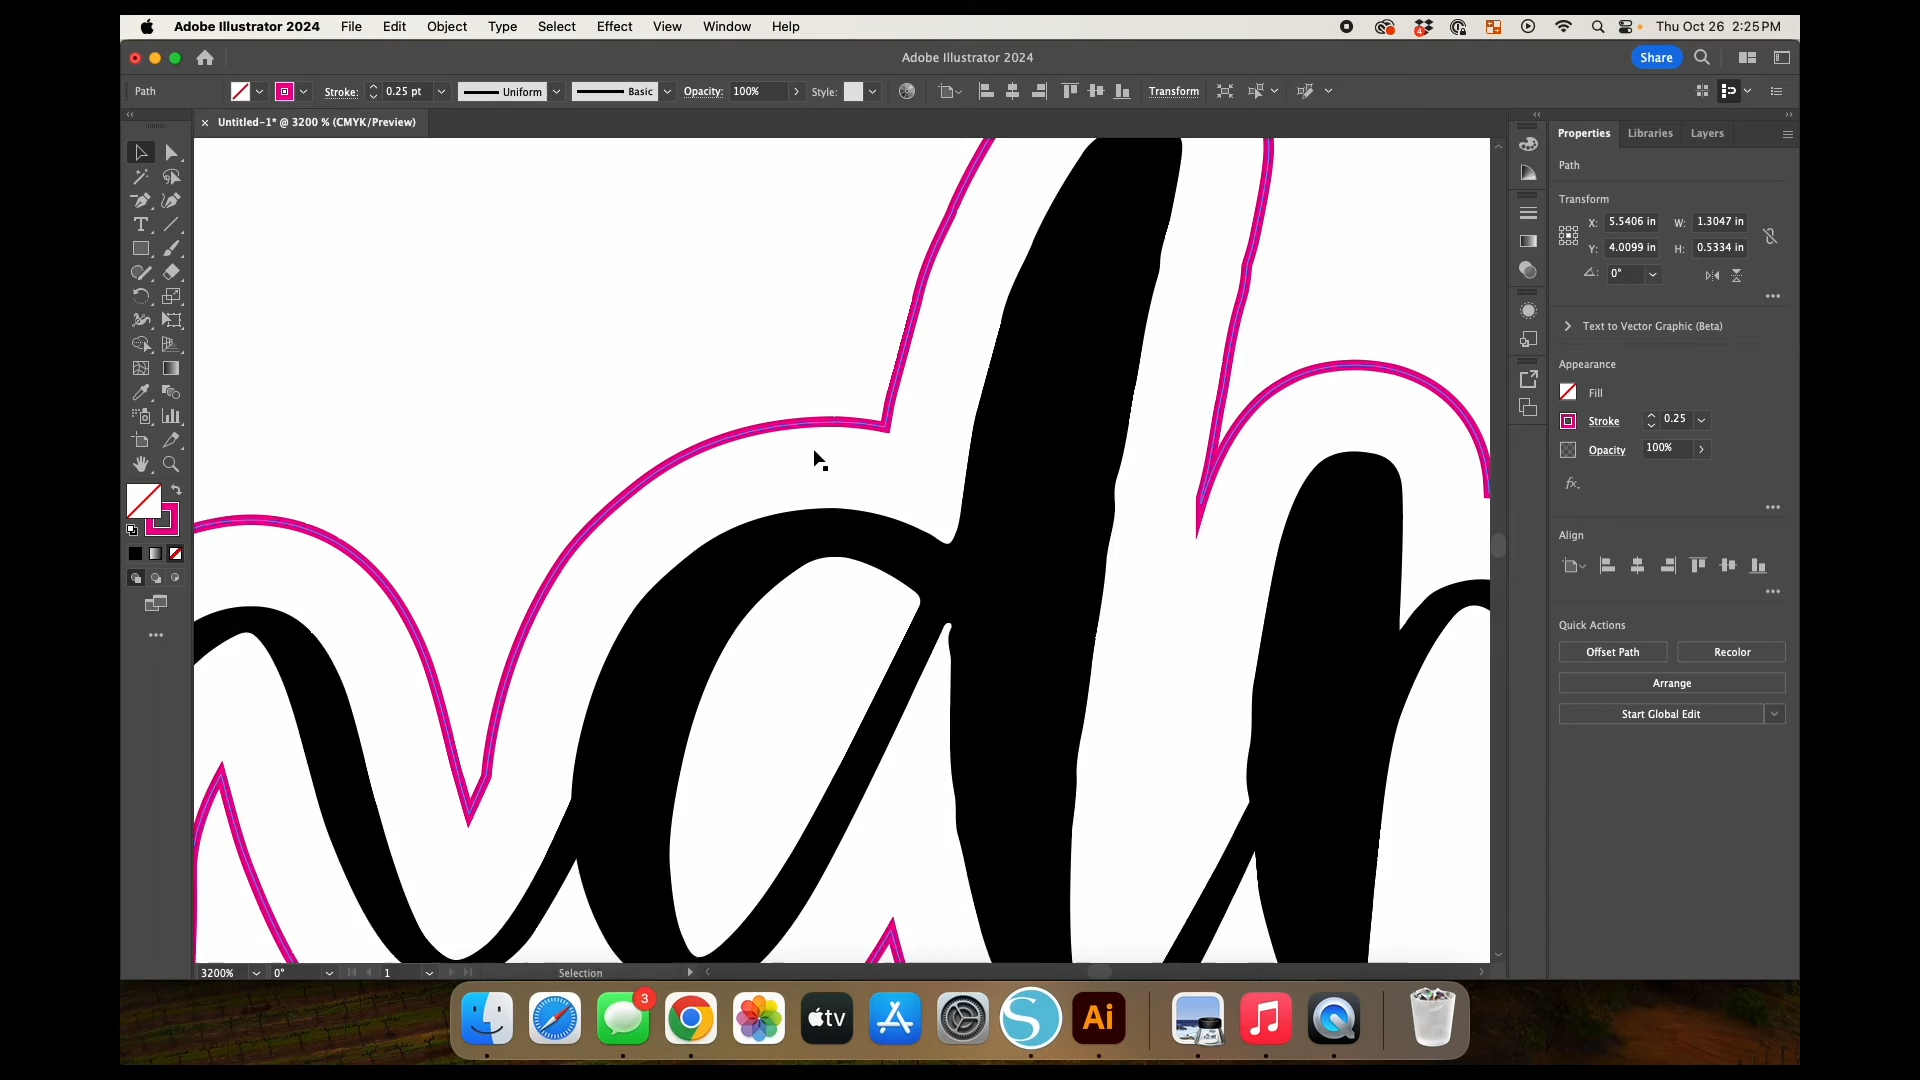 Adobe Illustrator 2024 File Edit Object Type Select Effect View Window Help
4
Thu Oct 26 2:25 PM
Adobe Illustrator 2024
Share
Path
Stroke: 0.25 pt Uniform Basic Opacity: 100% Style: Transform
Untitled-1* @ 3200 % (CMYK/Preview)
Properties Libraries Layers
Path
Transform
X: 5.5406 in W: 1.3047 in
Y: 4.0099 in H: 0.5334 in
0°
Text to Vector Graphic (Beta)
Appearance
Fill
Stroke 0.25
Opacity 100%
fx.
Align
Quick Actions
Offset Path Recolor
Arrange
Start Global Edit
3200% 0° 1 Selection
3
tv
S
Ai